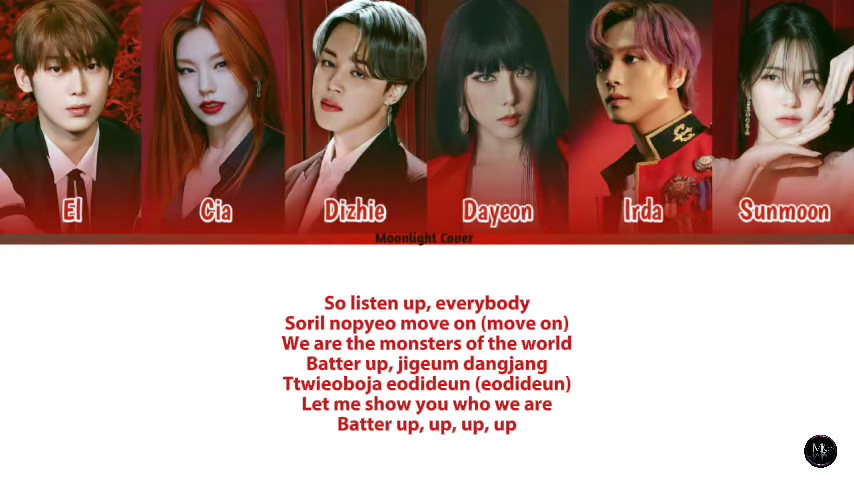 El
Cia
Dizhie
Dayeon
Irda
Sunmoon
Moonlight Cover
So listen up, everybody
Soril nopyeo move on (move on)
We are the monsters of the world
Batter up, jigeum dangjang
Ttwieoboja eodideun (eodideun)
Let me show you who we are
Batter up, up, up, up